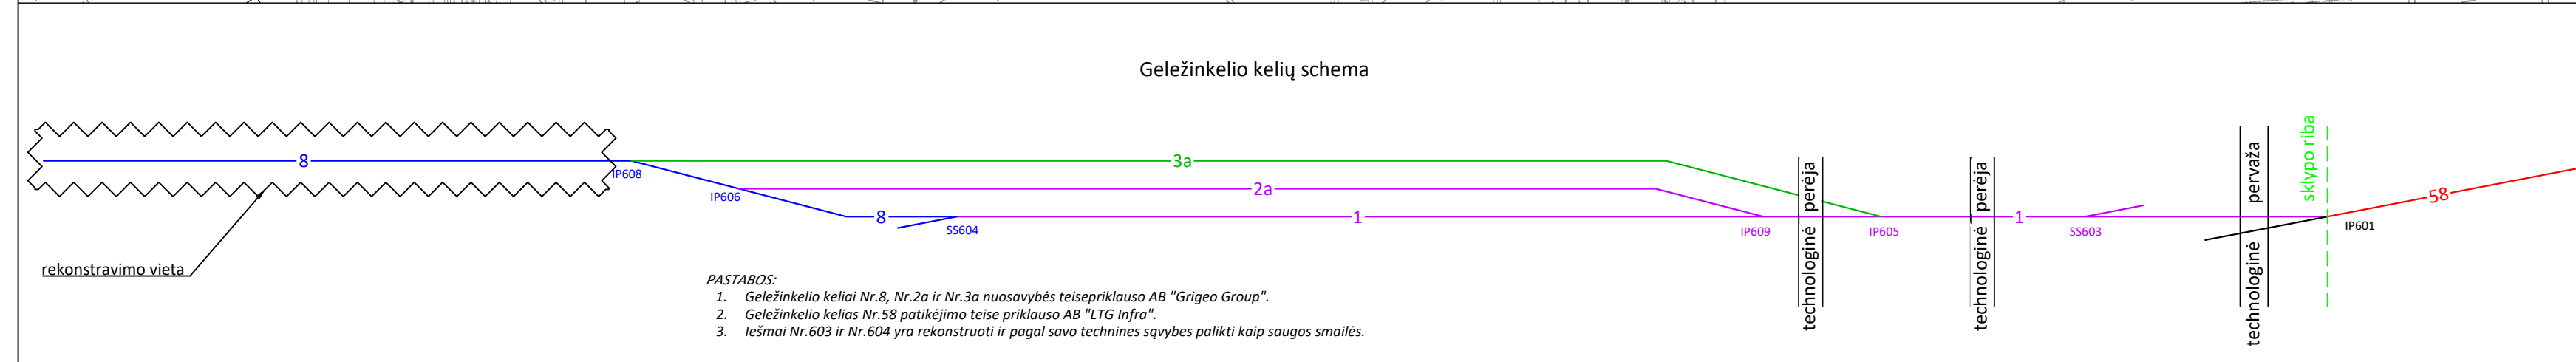 Geležinkelio kelių schema
sklypo riba
8
3a
IP608
2a
IP606
8
1
1
58
SS604
IP609
IP605
SS603
IP601
technologinė perėja
technologinė perėja
technologinė pervaža
rekonstravimo vieta
PASTABOS:
1. Geležinkelio keliai Nr.8, Nr.2a ir Nr.3a nuosavybės teisepriklauso AB "Grigeo Group".
2. Geležinkelio kelias Nr.58 patikėjimo teise priklauso AB "LTG Infra".
3. Iešmai Nr.603 ir Nr.604 yra rekonstruoti ir pagal savo technines sąvybes palikti kaip saugos smailės.